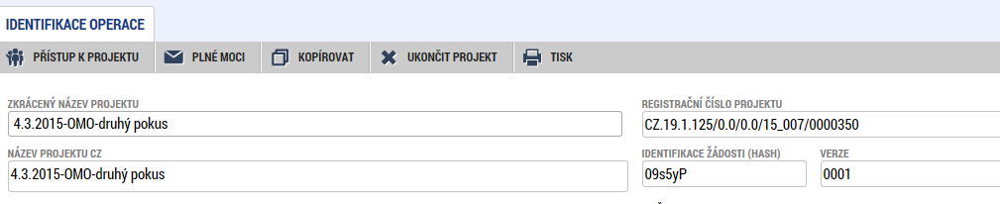 IDENTIFIKACE OPERACE
PŘÍSTUP K PROJEKTU PLNÉ MOCI KOPÍROVAT UKONČIT PROJEKT TISK
ZKRÁCENÝ NÁZEV PROJEKTU REGISTRAČNÍ ČÍSLO PROJEKTU
4.3.2015-OMO-druhý pokus CZ.19.1.125/0.0/0.0/15_007/0000350
NÁZEV PROJEKTU CZ IDENTIFIKACE ŽÁDOSTI (HASH) VERZE
4.3.2015-OMO-druhý pokus 09s5yP 0001